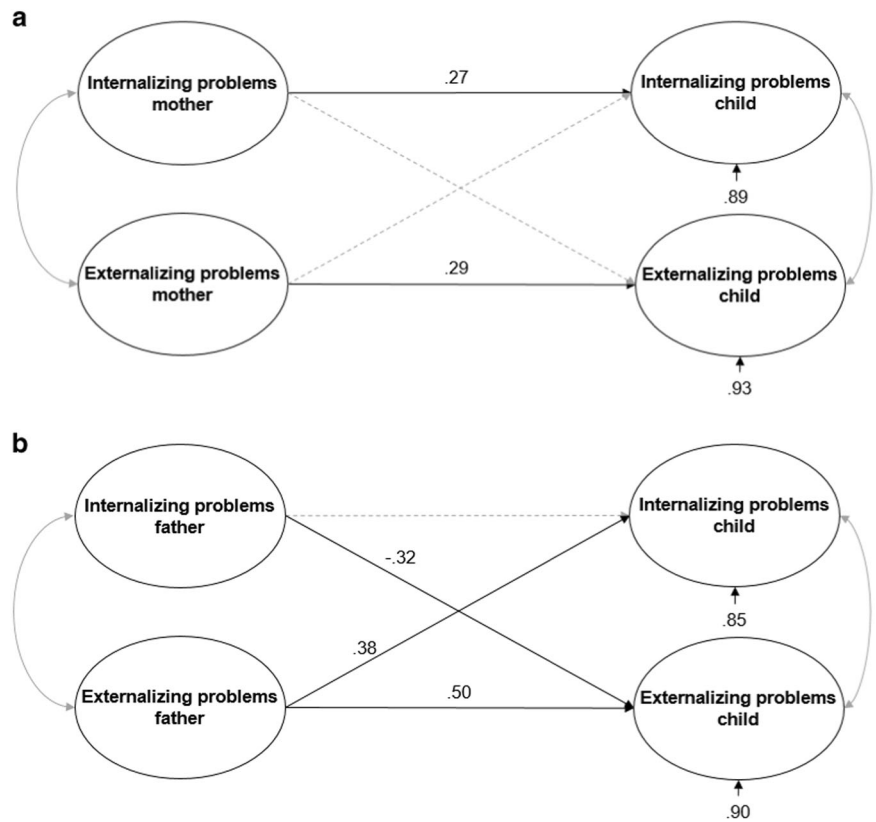 a
Internalizing problems
mother
.27
Internalizing problems
child
.89
Externalizing problems
mother
.29
Externalizing problems
child
.93
b
Internalizing problems
father
Internalizing problems
child
-.32
.85
.38
Externalizing problems
father
.50
Externalizing problems
child
.90